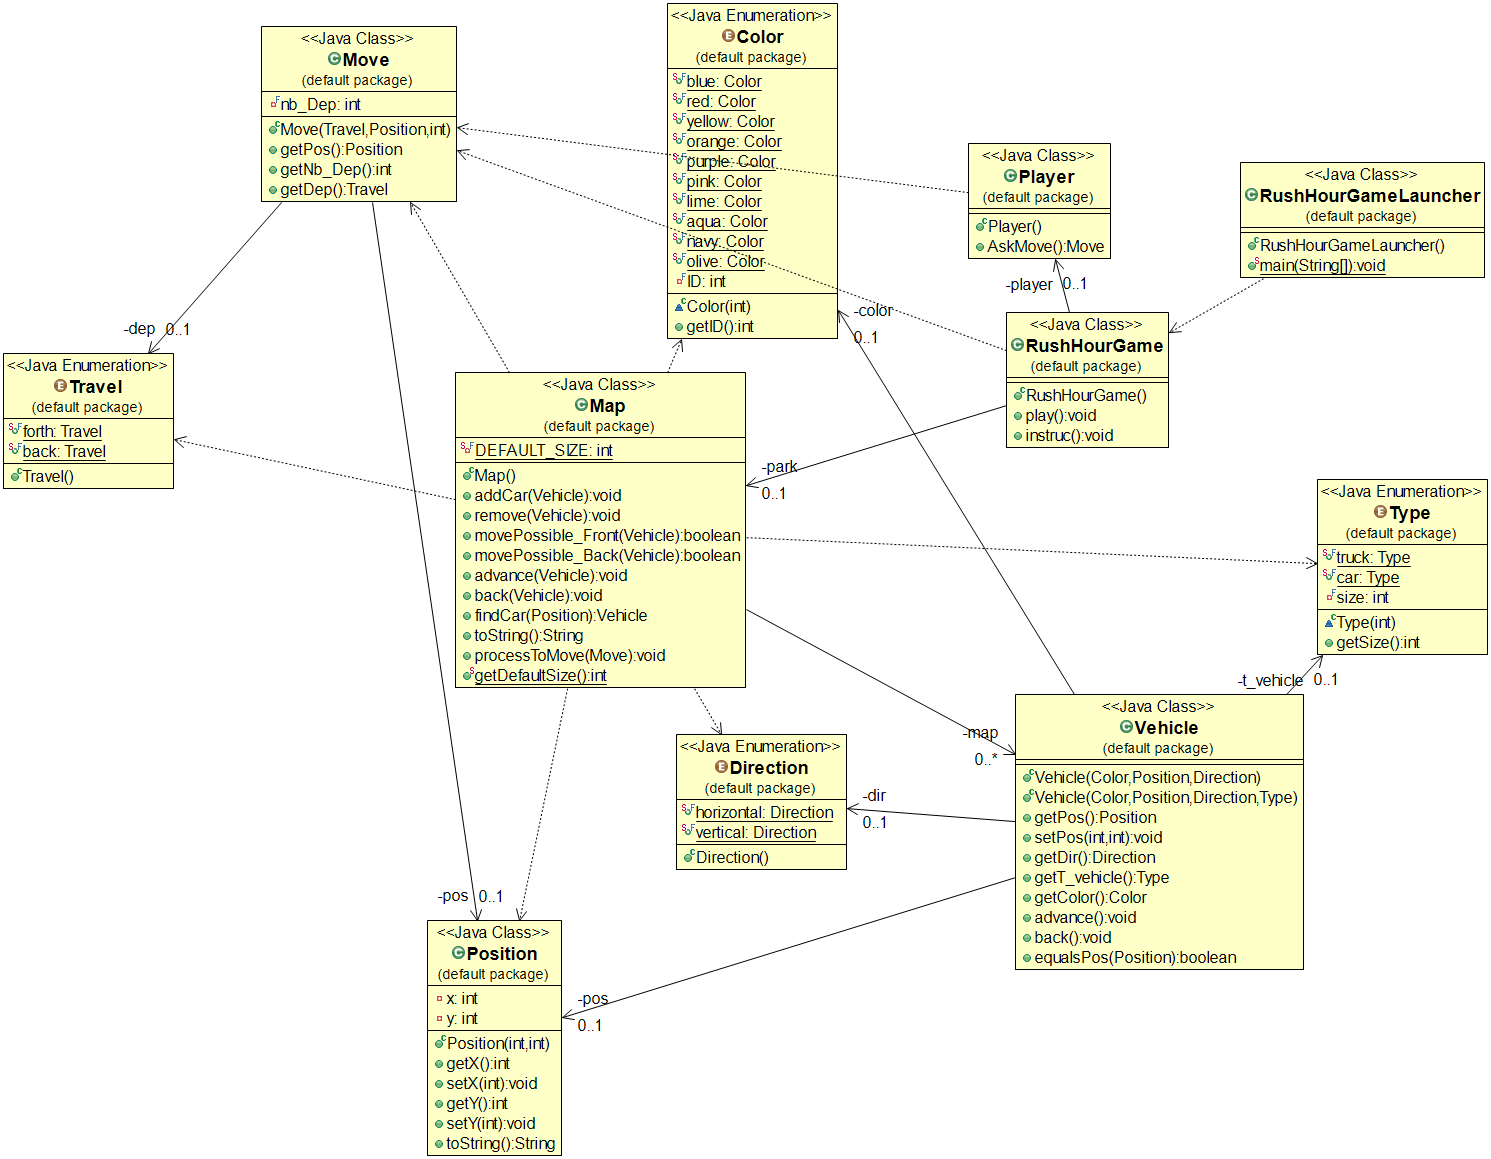 <<Java Class>>
Move
(default package)
nb_Dep: int
Move(Travel,Position,int)
getPos():Position
getNb_Dep():int
getDep():Travel
<<Java Enumeration>>
Color
(default package)
blue: Color
red: Color
yellow: Color
orange: Color
purple: Color
pink: Color
lime: Color
aqua: Color
navy: Color
olive: Color
ID: int
Color(int)
getID():int
<<Java Class>>
Player
(default package)
Player()
AskMove():Move
<<Java Class>>
RushHourGameLauncher
(default package)
RushHourGameLauncher()
main(String[]):void
-player 0..1
-color
0..1
<<Java Class>>
RushHourGame
(default package)
RushHourGame()
play():void
instruc():void
-dep 0..1
<<Java Enumeration>>
Travel
(default package)
forth: Travel
back: Travel
Travel()
<<Java Class>>
Map
(default package)
DEFAULT_SIZE: int
Map()
addCar(Vehicle):void
remove(Vehicle):void
movePossible_Front(Vehicle):boolean
movePossible_Back(Vehicle):boolean
advance(Vehicle):void
back(Vehicle):void
findCar(Position):Vehicle
toString():String
processToMove(Move):void
getDefaultSize():int
-park
0..1
<<Java Enumeration>>
Type
(default package)
truck: Type
car: Type
size: int
Type(int)
getSize():int
-t_vehicle 0..1
-map
0..*
<<Java Class>>
Vehicle
(default package)
Vehicle(Color,Position,Direction)
Vehicle(Color,Position,Direction,Type)
getPos():Position
setPos(int,int):void
getDir():Direction
getT_vehicle():Type
getColor():Color
advance():void
back():void
equalsPos(Position):boolean
<<Java Enumeration>>
Direction
(default package)
horizontal: Direction
vertical: Direction
Direction()
-dir
0..1
-pos 0..1
<<Java Class>>
Position
(default package)
x: int
y: int
Position(int,int)
getX():int
setX(int):void
getY():int
setY(int):void
toString():String
-pos
0..1